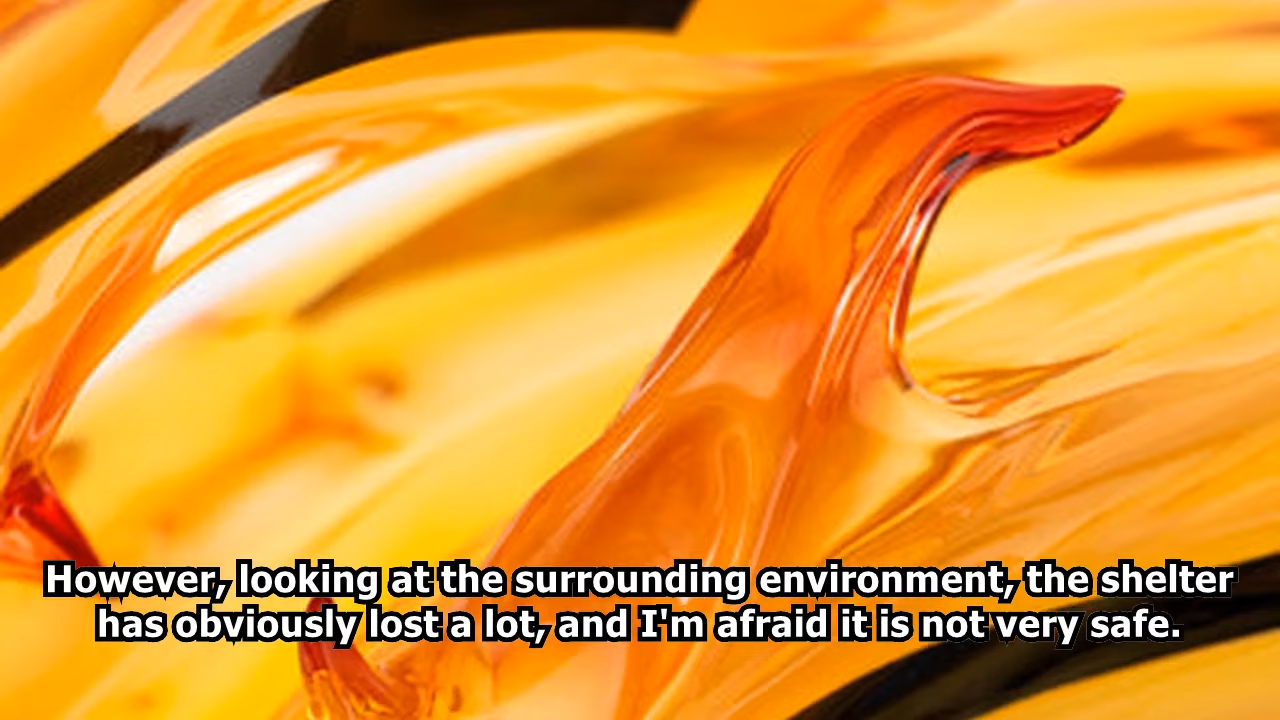 However, looking at the surrounding environment, the shelter
has obviously lost a lot, and I'm afraid it is not very safe.